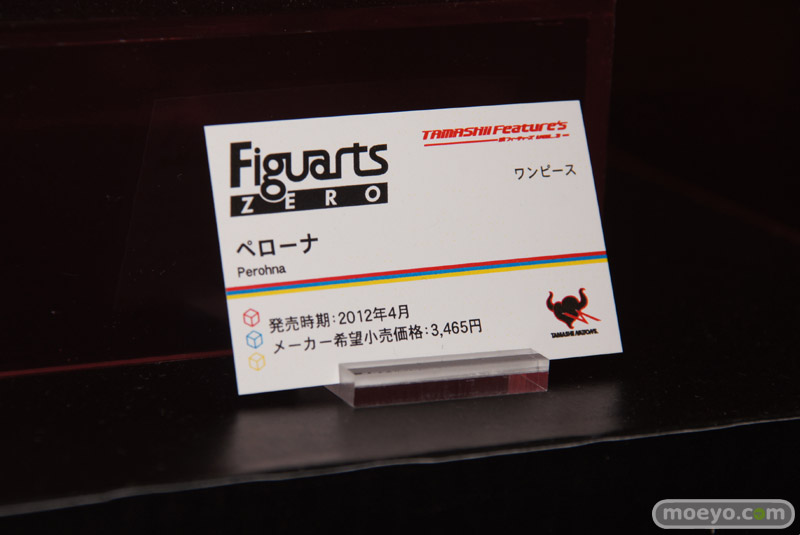 Figuarts
ZERO
TAMASHII Feature's
ワンピース
ペローナ
Perohna
発売時期:2012年4月
メーカー希望小売価格:3,465円
TAMASHII NATIONS
moeyo.com